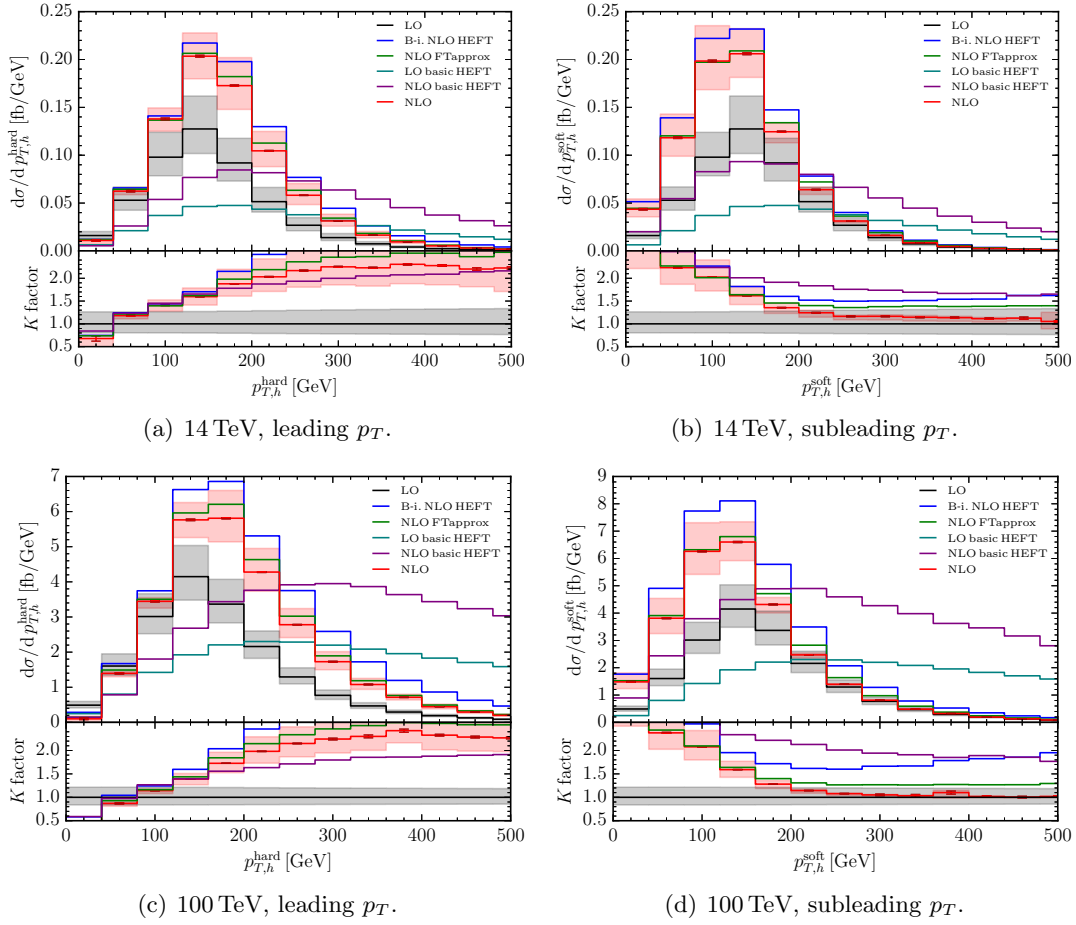 0.25
0.20
0.15
0.10
0.05
0.00
dσ/d p_{T,h}^{hard} [fb/GeV]
LO
B-i. NLO HEFT
NLO FTapprox
LO basic HEFT
NLO basic HEFT
NLO
2.0
1.5
1.0
0.5
K factor
0 100 200 300 400 500
p_{T,h}^{hard} [GeV]
(a) 14 TeV, leading p_T.
0.25
0.20
0.15
0.10
0.05
0.00
dσ/d p_{T,h}^{soft} [fb/GeV]
LO
B-i. NLO HEFT
NLO FTapprox
LO basic HEFT
NLO basic HEFT
NLO
2.0
1.5
1.0
0.5
K factor
0 100 200 300 400 500
p_{T,h}^{soft} [GeV]
(b) 14 TeV, subleading p_T.
7
6
5
4
3
2
1
0
dσ/d p_{T,h}^{hard} [fb/GeV]
LO
B-i. NLO HEFT
NLO FTapprox
LO basic HEFT
NLO basic HEFT
NLO
2.0
1.5
1.0
0.5
K factor
0 100 200 300 400 500
p_{T,h}^{hard} [GeV]
(c) 100 TeV, leading p_T.
9
8
7
6
5
4
3
2
1
0
dσ/d p_{T,h}^{soft} [fb/GeV]
LO
B-i. NLO HEFT
NLO FTapprox
LO basic HEFT
NLO basic HEFT
NLO
2.0
1.5
1.0
0.5
K factor
0 100 200 300 400 500
p_{T,h}^{soft} [GeV]
(d) 100 TeV, subleading p_T.